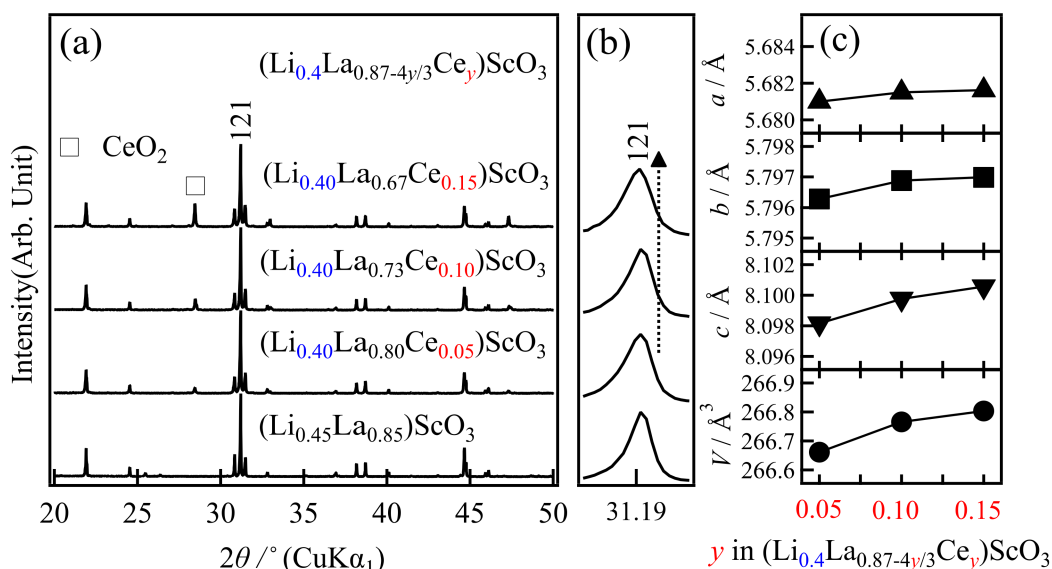 (a)
(Li0.4La0.87-4y/3Cey)ScO3
121
□ CeO2
(Li0.40La0.67Ce0.15)ScO3
(Li0.40La0.73Ce0.10)ScO3
(Li0.40La0.80Ce0.05)ScO3
(Li0.45La0.85)ScO3
Intensity(Arb. Unit)
20 25 30 35 40 45 50
2θ /° (CuKα1)
(b)
121
31.19
(c)
a / Å
5.684
5.682
5.680
b / Å
5.798
5.797
5.796
5.795
c / Å
8.102
8.100
8.098
8.096
V / Å3
266.9
266.8
266.7
266.6
0.05 0.10 0.15
y in (Li0.4La0.87-4y/3Cey)ScO3